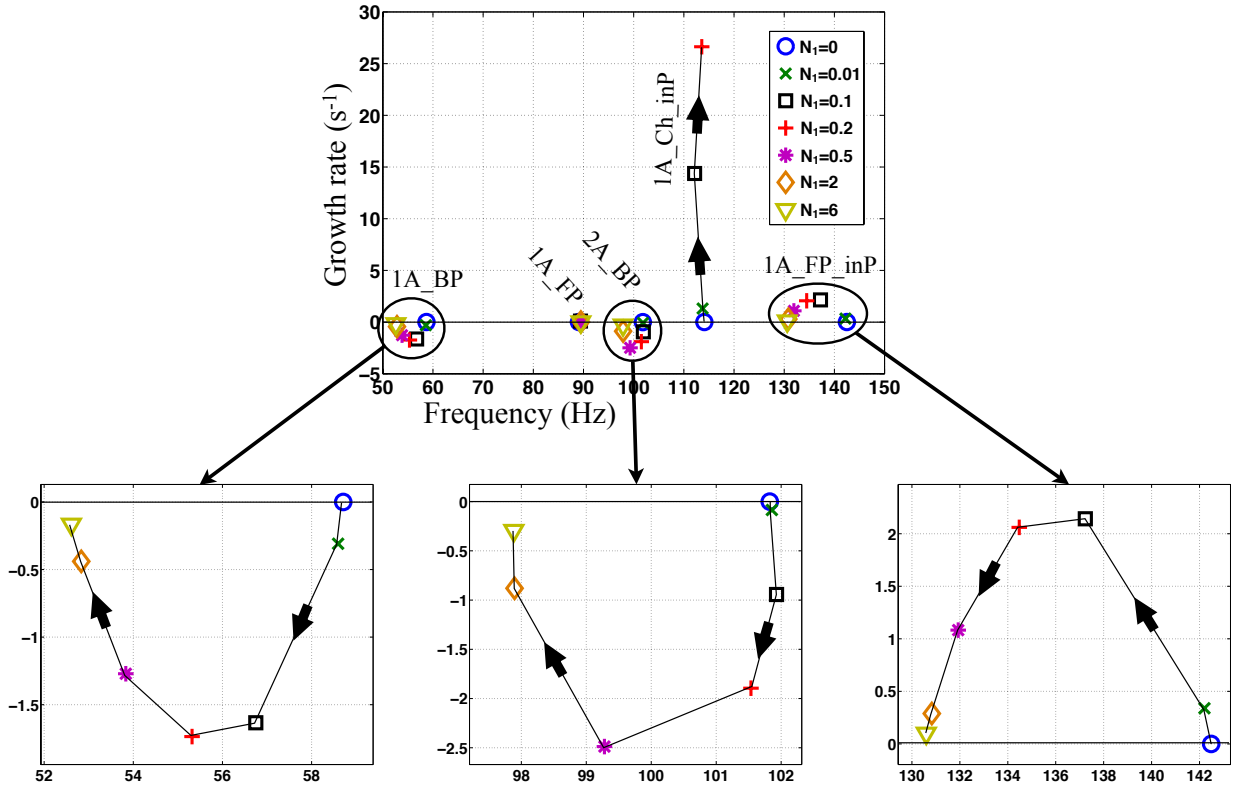 30
25
20
15
10
5
0
−5
Growth rate (s-1)
50 60 70 80 90 100 110 120 130 140 150
Frequency (Hz)
1A_BP
1A_FP
2A_BP
1A_Ch_inP
1A_FP_inP
N1=0
N1=0.01
N1=0.1
N1=0.2
N1=0.5
N1=2
N1=6
0
−0.5
−1
−1.5
52 54 56 58
0
−0.5
−1
−1.5
−2
−2.5
98 99 100 101 102
2
1.5
1
0.5
0
130 132 134 136 138 140 142